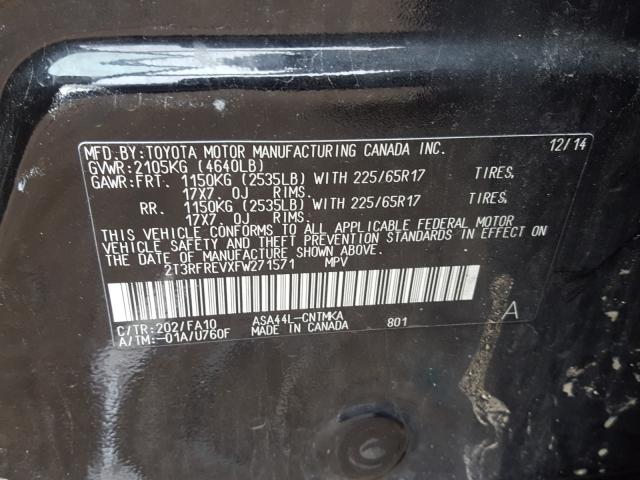 MFD.BY:TOYOTA MOTOR MANUFACTURING CANADA INC. 12/14
GVWR:2105KG (4640LB)
GAWR:FRT. 1150KG (2535LB) WITH 225/65R17 TIRES,
17X7.0J RIMS.
RR. 1150KG (2535LB) WITH 225/65R17 TIRES,
17X7.0J RIMS.
THIS VEHICLE CONFORMS TO ALL APPLICABLE FEDERAL MOTOR
VEHICLE SAFETY AND THEFT PREVENTION STANDARDS IN EFFECT ON
THE DATE OF MANUFACTURE SHOWN ABOVE.
2T3RFREVXFW271571 MPV
C/TR:202/FA10 ASA44L-CNTMKA A
A/TM:-01A/U760F MADE IN CANADA 801